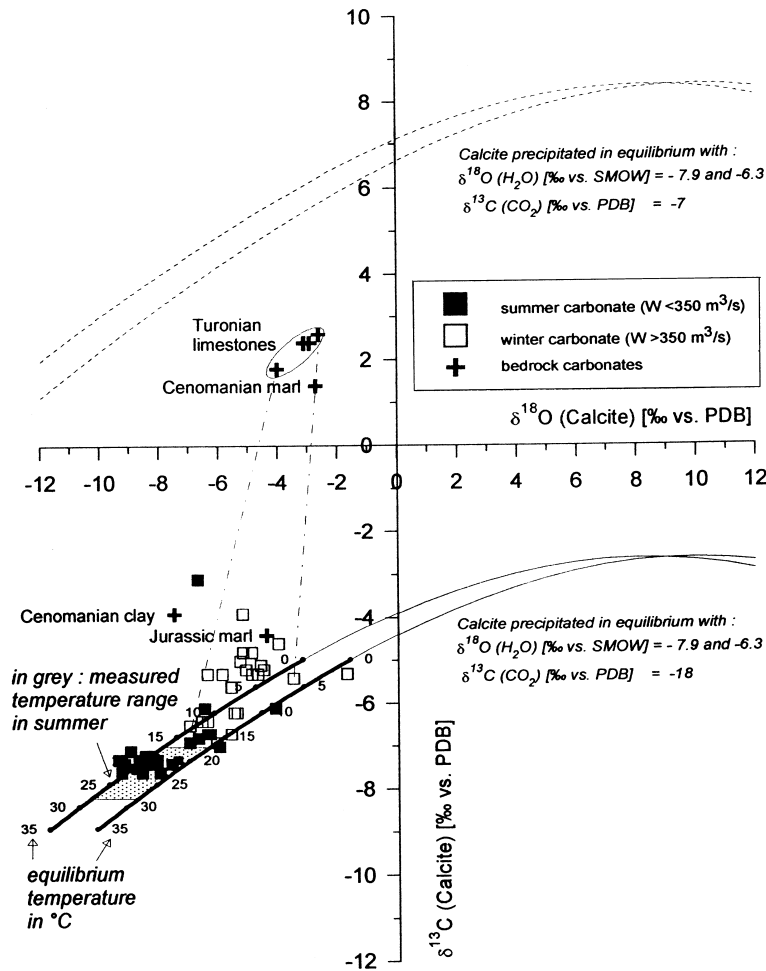 10
8
Calcite precipitated in equilibrium with :
δ¹⁸O (H₂O) [‰ vs. SMOW] = - 7.9 and -6.3
δ¹³C (CO₂) [‰ vs. PDB] = -7
6
4
summer carbonate (W <350 m³/s)
winter carbonate (W >350 m³/s)
bedrock carbonates
Turonian
limestones
2
Cenomanian marl
δ¹⁸O (Calcite) [‰ vs. PDB]
0
-12 -10 -8 -6 -4 -2 0 2 4 6 8 10 12
-2
Cenomanian clay
-4
Jurassic marl
Calcite precipitated in equilibrium with :
δ¹⁸O (H₂O) [‰ vs. SMOW] = - 7.9 and -6.3
δ¹³C (CO₂) [‰ vs. PDB] = -18
0 0
in grey : measured
temperature range
in summer
5 5
-6
10 0
15
20
25 25
-8
30 30
35 35
equilibrium
temperature
in °C
-10
-12
δ¹³C (Calcite) [‰ vs. PDB]